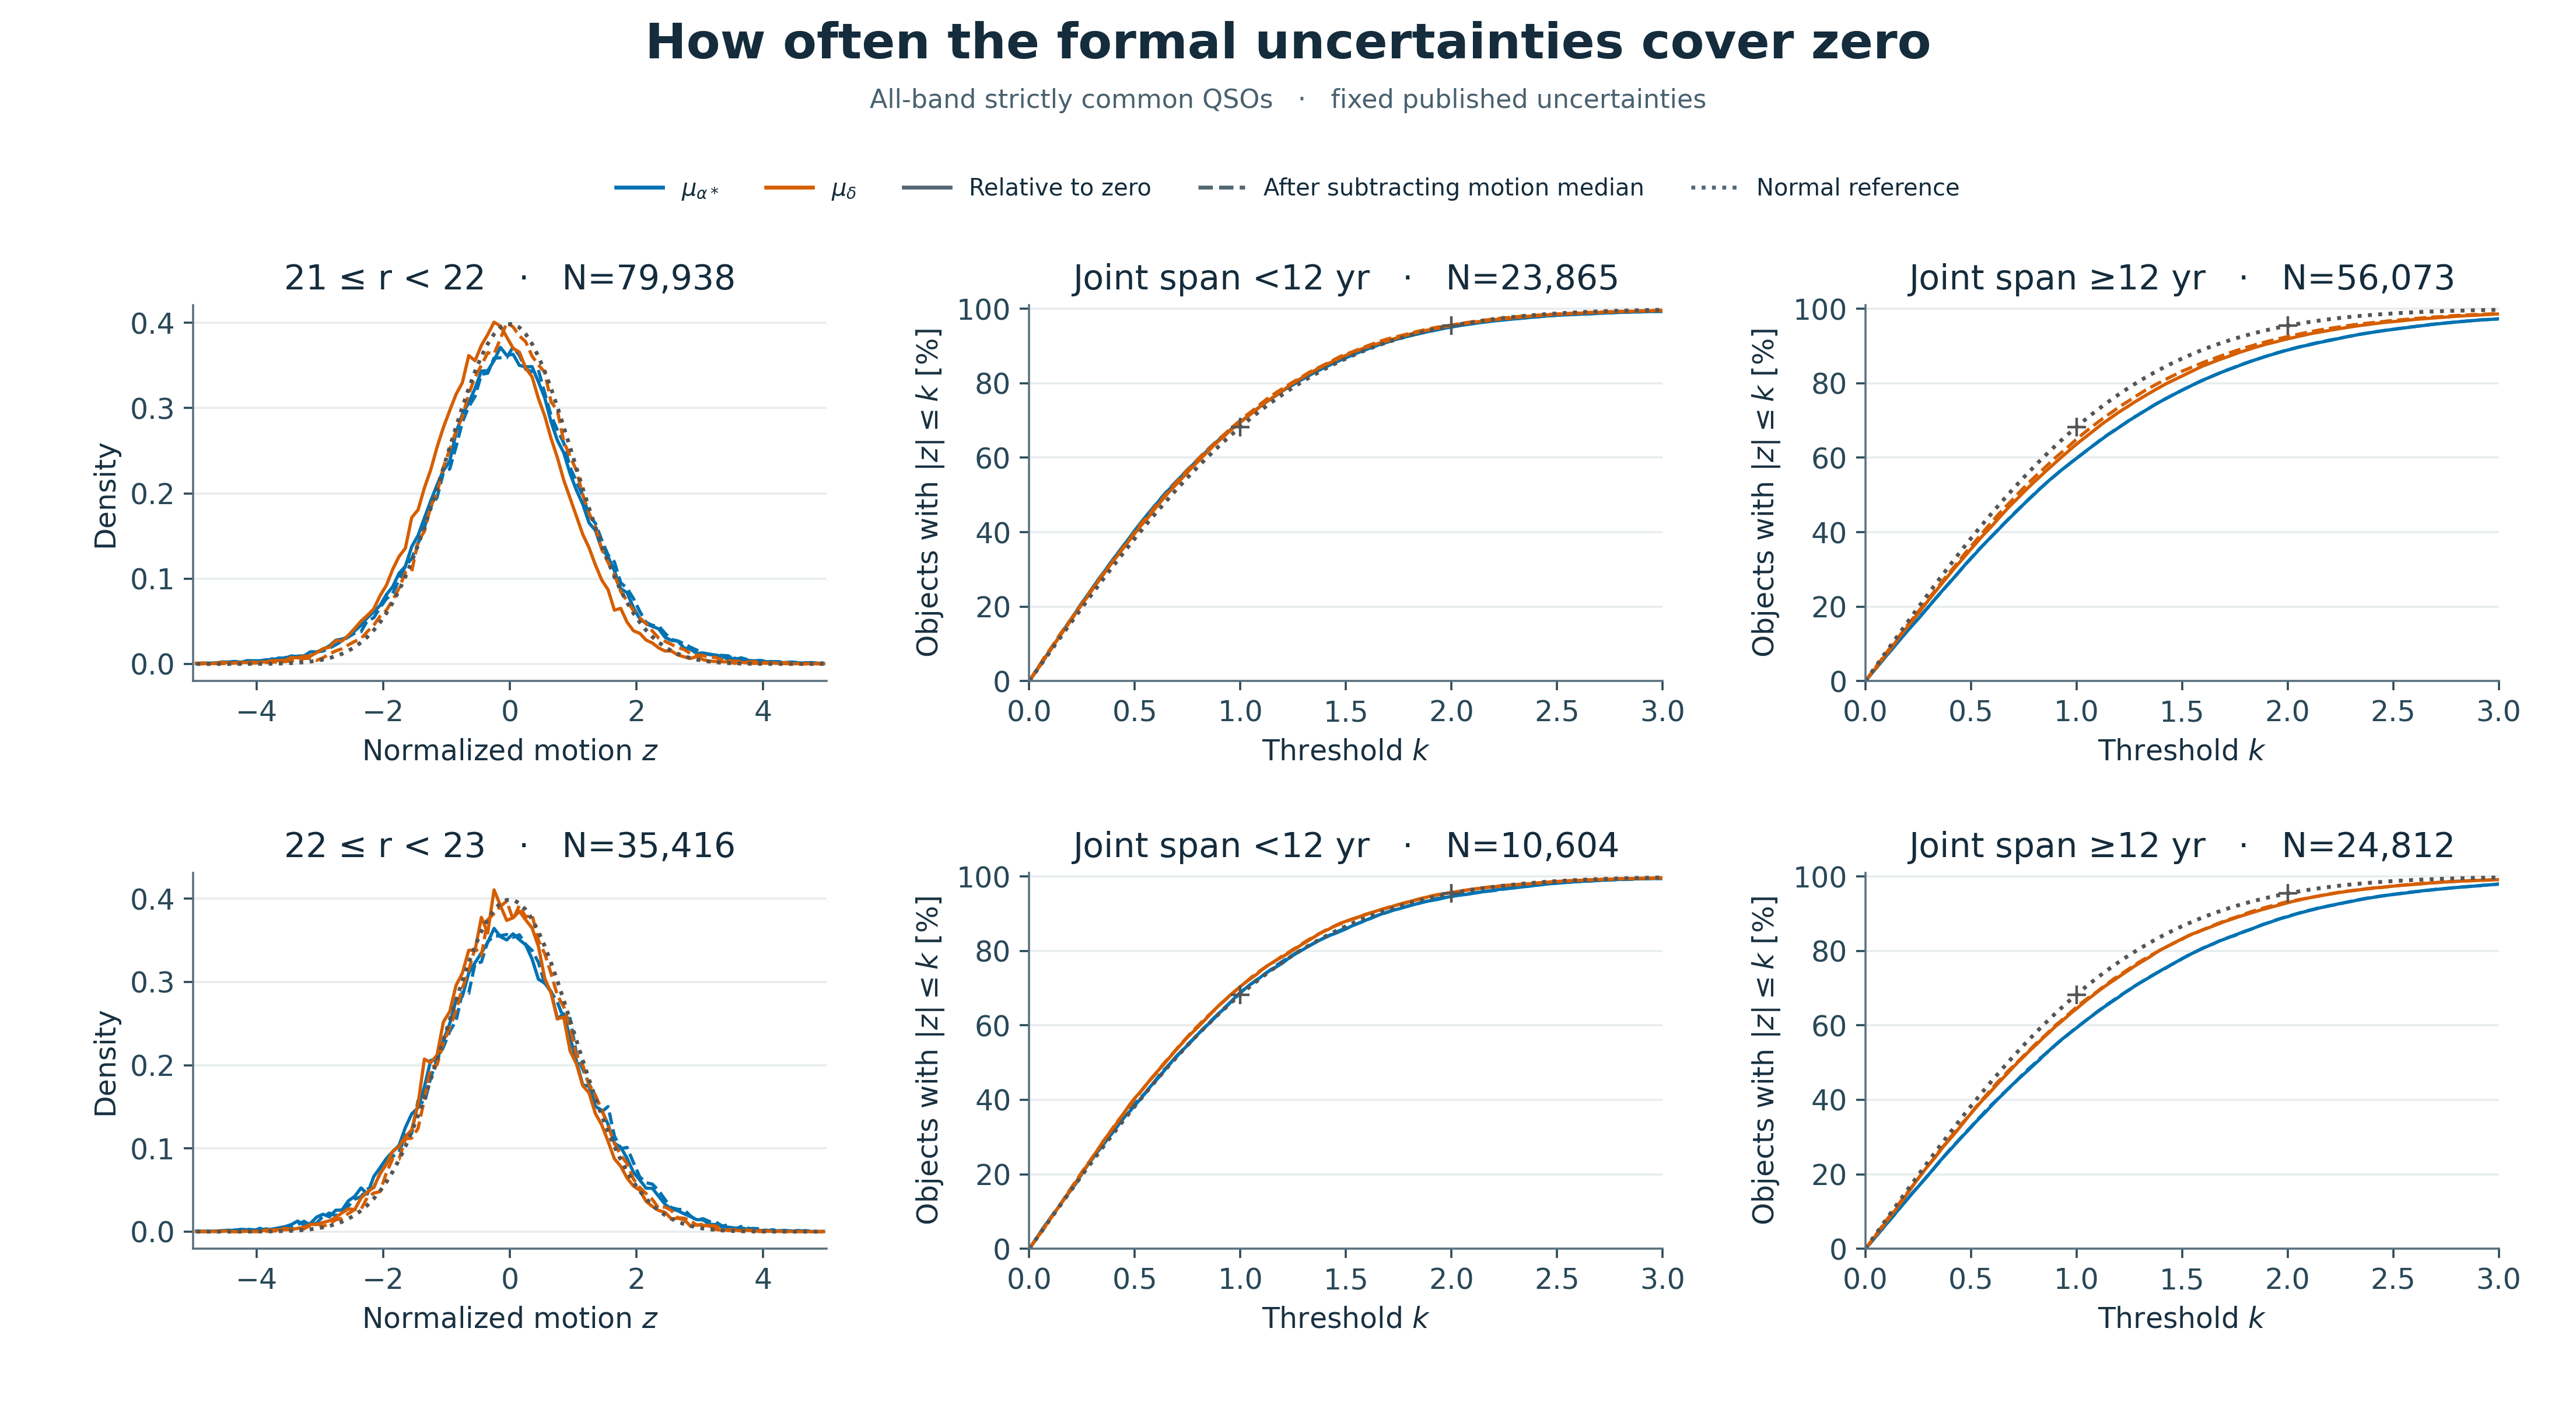 How often the formal uncertainties cover zero
All-band strictly common QSOs · fixed published uncertainties
μα* μδ Relative to zero After subtracting motion median Normal reference
21 ≤ r < 22 · N=79,938
Density
0.4
0.3
0.2
0.1
0.0
−4 −2 0 2 4
Normalized motion z
Joint span <12 yr · N=23,865
Objects with |z| ≤ k [%]
100
80
60
40
20
0
0.0 0.5 1.0 1.5 2.0 2.5 3.0
Threshold k
Joint span ≥12 yr · N=56,073
Objects with |z| ≤ k [%]
100
80
60
40
20
0
0.0 0.5 1.0 1.5 2.0 2.5 3.0
Threshold k
22 ≤ r < 23 · N=35,416
Density
0.4
0.3
0.2
0.1
0.0
−4 −2 0 2 4
Normalized motion z
Joint span <12 yr · N=10,604
Objects with |z| ≤ k [%]
100
80
60
40
20
0
0.0 0.5 1.0 1.5 2.0 2.5 3.0
Threshold k
Joint span ≥12 yr · N=24,812
Objects with |z| ≤ k [%]
100
80
60
40
20
0
0.0 0.5 1.0 1.5 2.0 2.5 3.0
Threshold k